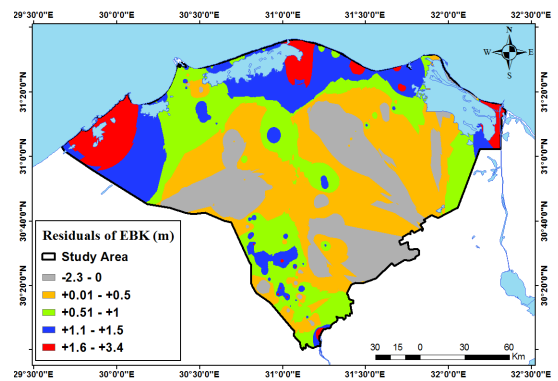 29°30'0"E 30°0'0"E 30°30'0"E 31°0'0"E 31°30'0"E 32°0'0"E 32°30'0"E
N
W E
S
31°20'0"N 31°20'0"N
31°0'0"N 31°0'0"N
30°40'0"N 30°40'0"N
30°20'0"N 30°20'0"N
Residuals of EBK (m)
Study Area
-2.3 - 0
+0.01 - +0.5
+0.51 - +1
+1.1 - +1.5
+1.6 - +3.4
30 15 0 30 60
Km
29°30'0"E 30°0'0"E 30°30'0"E 31°0'0"E 31°30'0"E 32°0'0"E 32°30'0"E